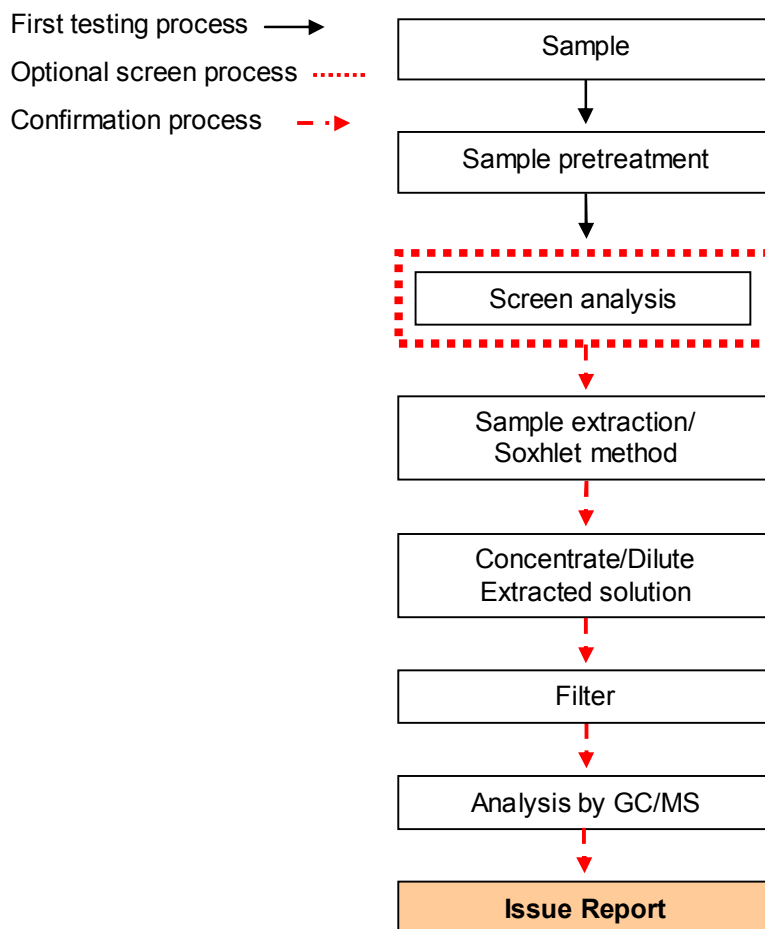 First testing process
Optional screen process
Confirmation process
Sample
Sample pretreatment
Screen analysis
Sample extraction/
Soxhlet method
Concentrate/Dilute
Extracted solution
Filter
Analysis by GC/MS
Issue Report